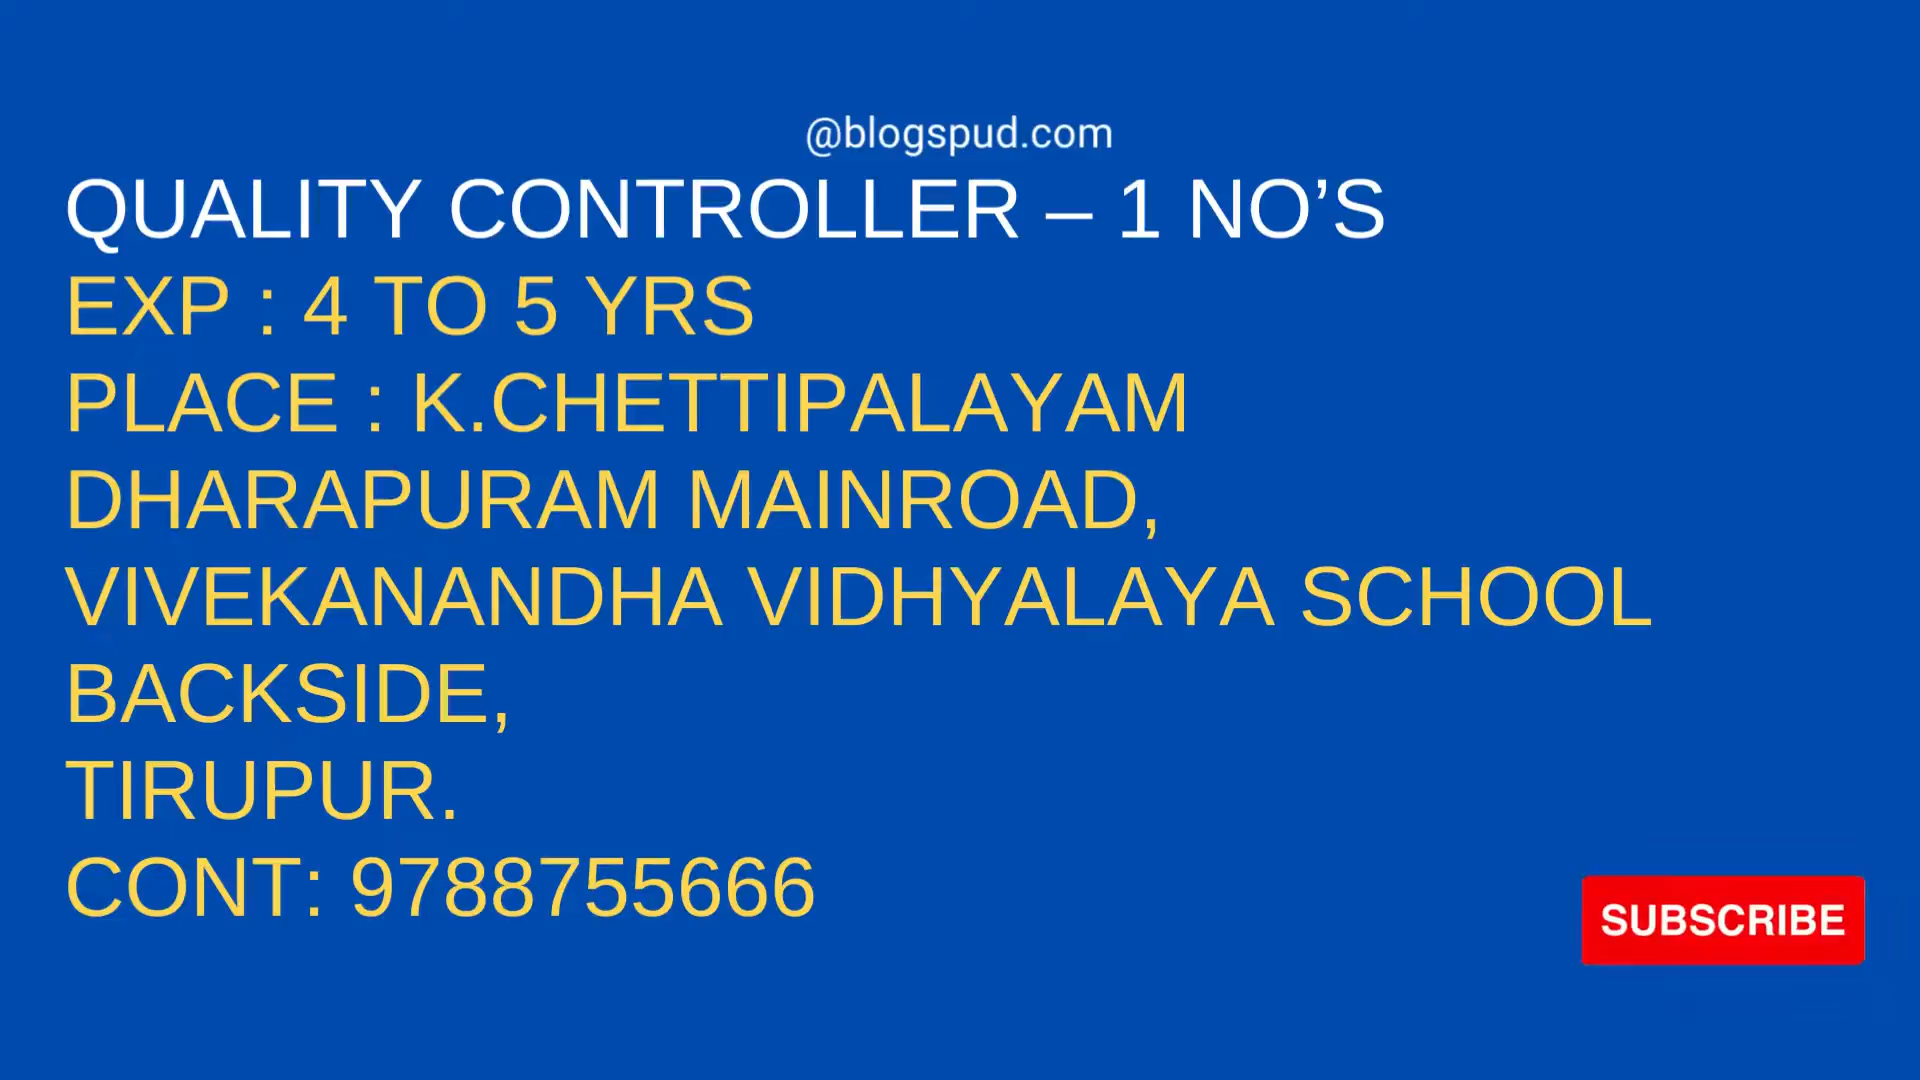 @blogspud.com
QUALITY CONTROLLER – 1 NO’S
EXP : 4 TO 5 YRS
PLACE : K.CHETTIPALAYAM
DHARAPURAM MAINROAD,
VIVEKANANDHA VIDHYALAYA SCHOOL
BACKSIDE,
TIRUPUR.
CONT: 9788755666
SUBSCRIBE